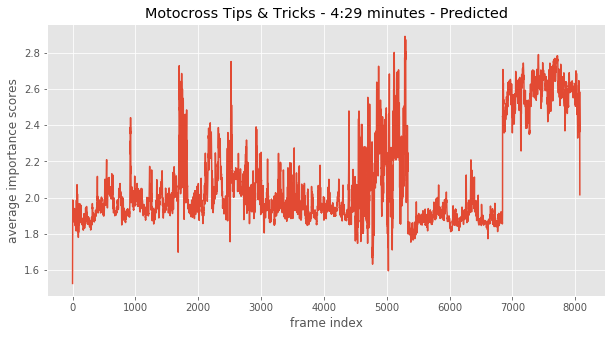 Motocross Tips & Tricks - 4:29 minutes - Predicted
average importance scores
2.8
2.6
2.4
2.2
2.0
1.8
1.6
0 1000 2000 3000 4000 5000 6000 7000 8000
frame index